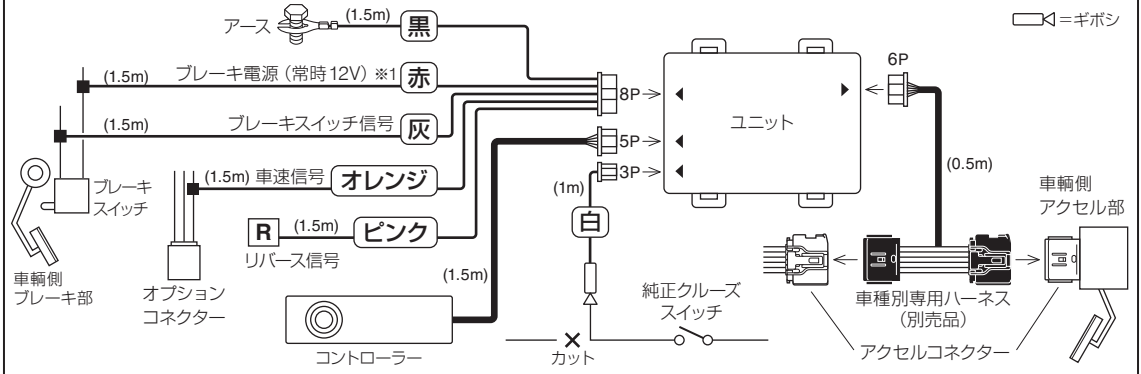 アース
(1.5m)
黒
=ギボシ
(1.5m)
ブレーキ電源（常時12V）※1
赤
8P
6P
(1.5m)
ブレーキスイッチ信号
灰
ユニット
5P
ブレーキ
スイッチ
(1.5m)
車速信号
オレンジ
3P
(1m)
(0.5m)
車輌側
アクセル部
白
R
(1.5m)
ピンク
リバース信号
車輌側
ブレーキ部
オプション
コネクター
(1.5m)
純正クルーズ
スイッチ
車種別専用ハーネス
（別売品）
コントローラー
カット
アクセルコネクター